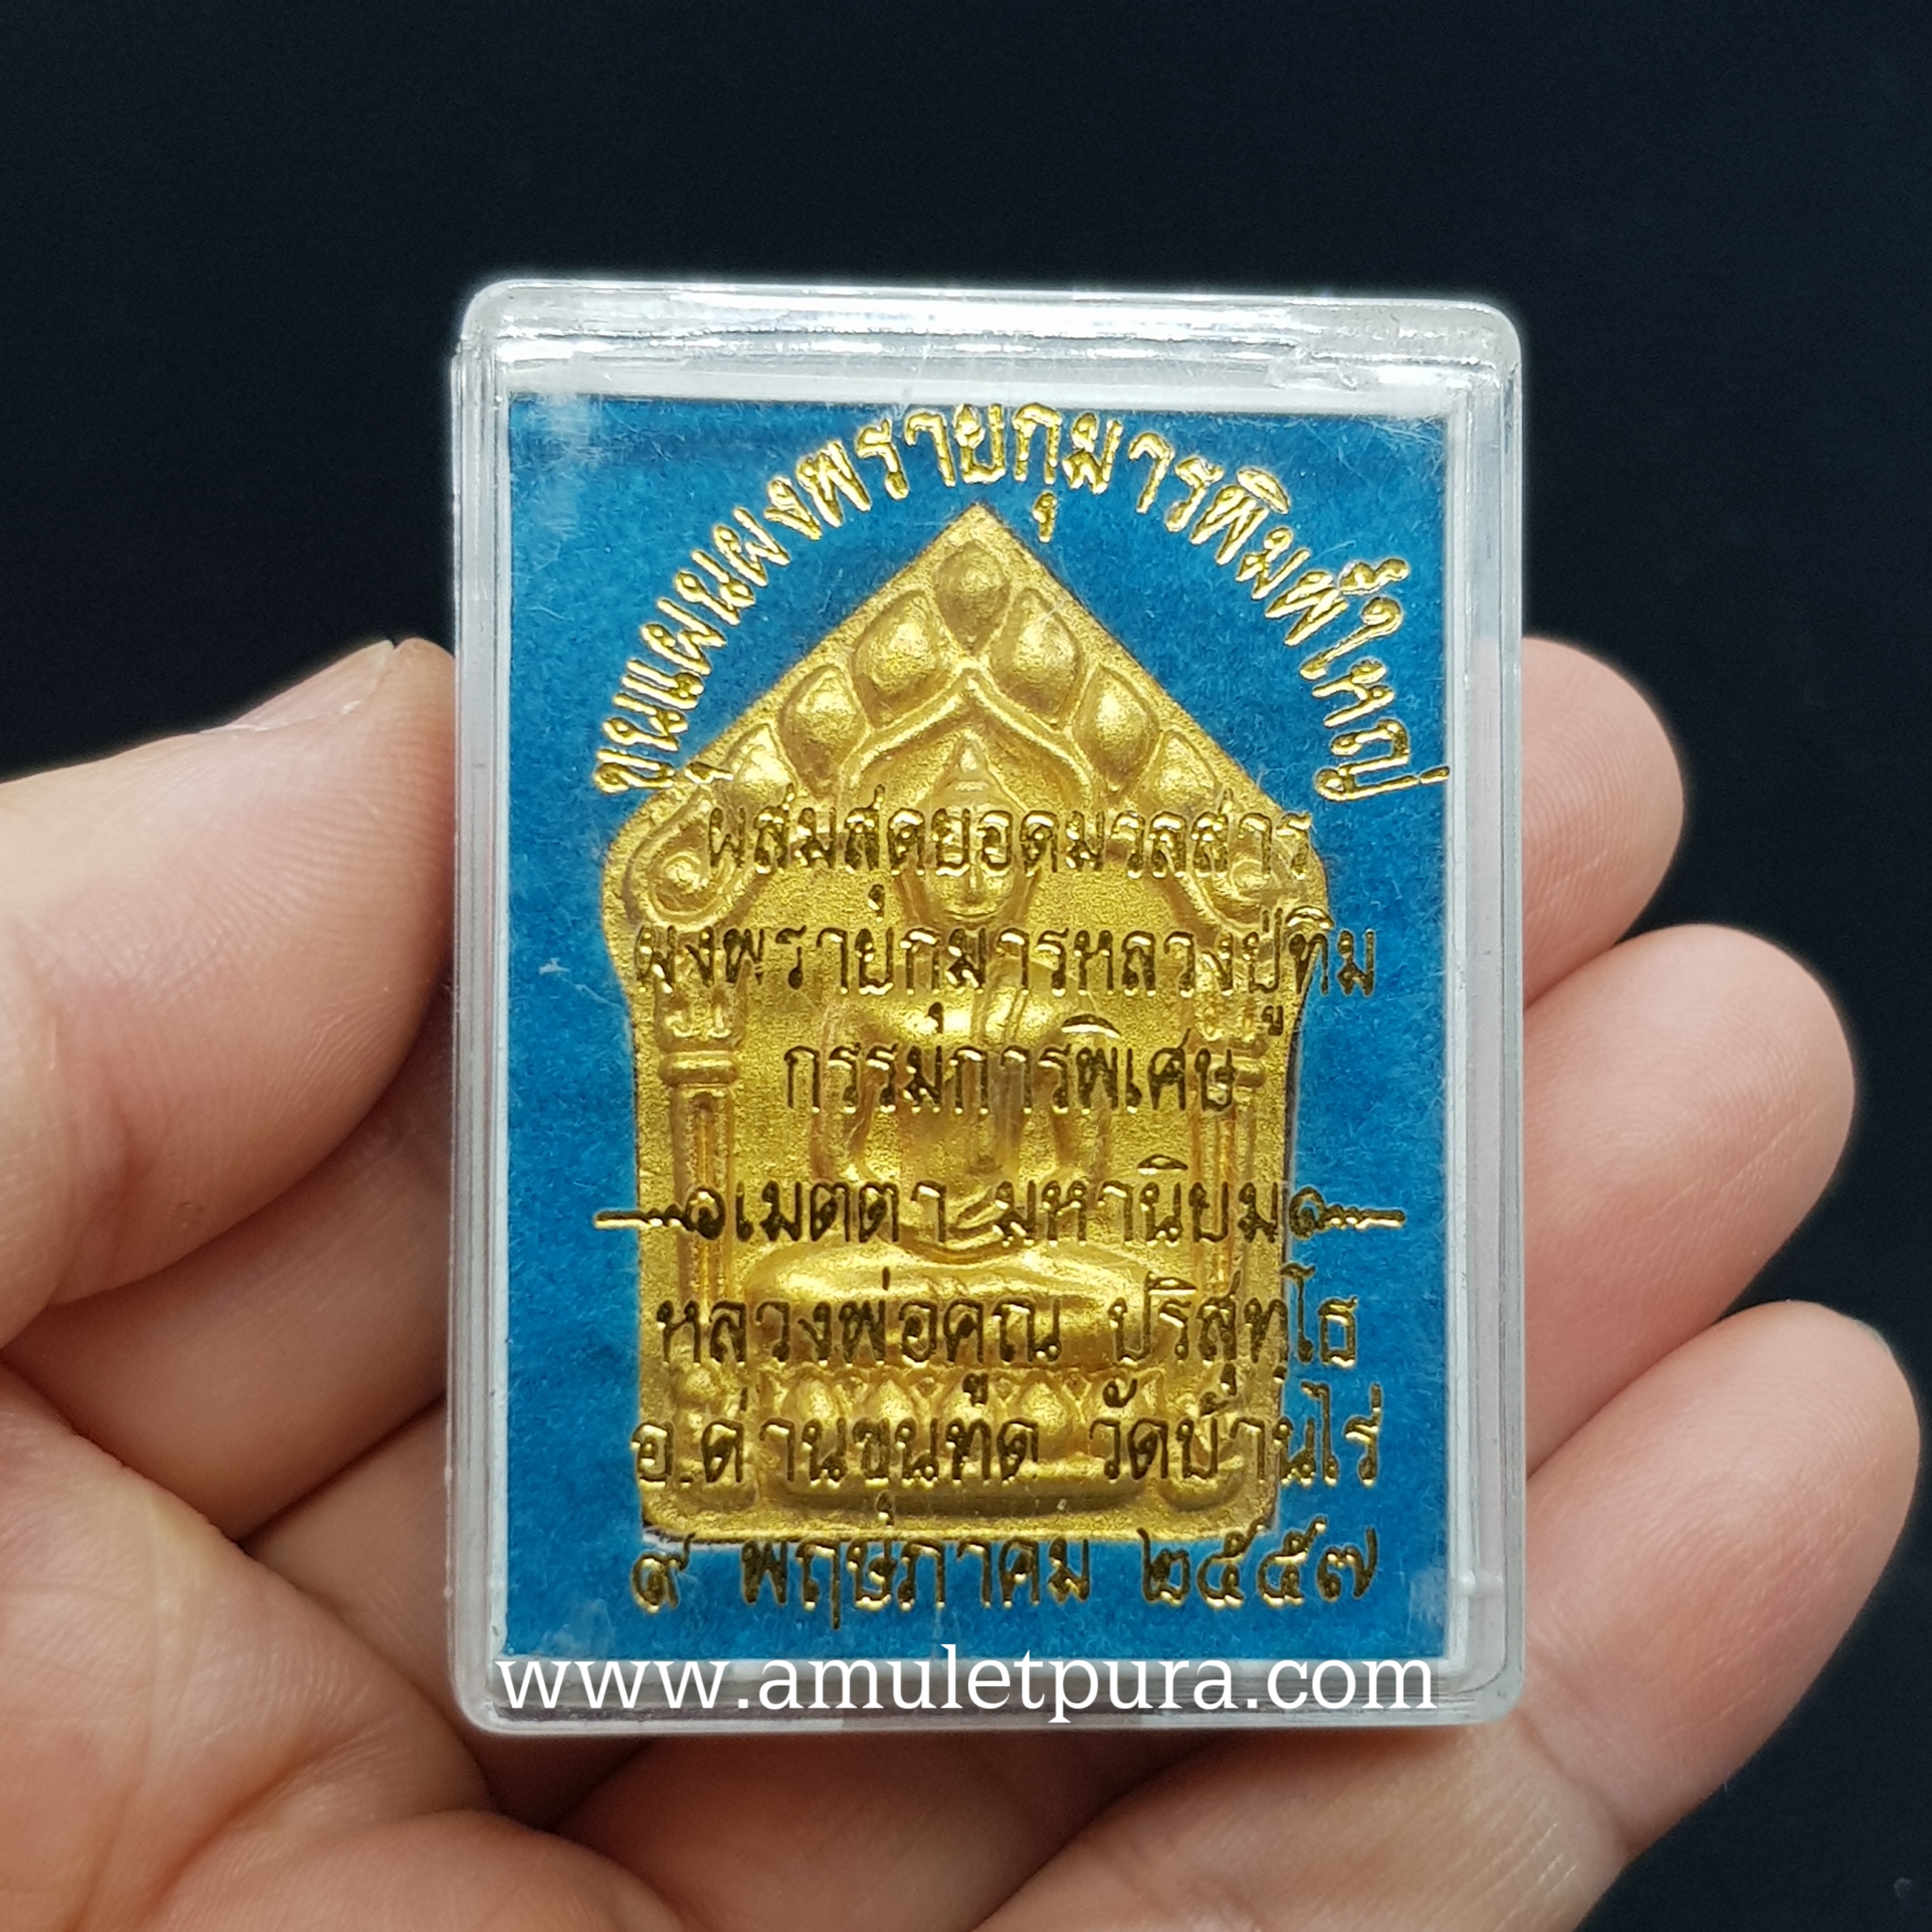 ขุนแผนผงพรายกุมารพิมพ์ใหญ่
ผสมสุดยอดมวลสาร
ผงพรายกุมารหลวงปู่ทิม
กรรมการพิเศษ
เมตตา มหานิยม
หลวงพ่อคูณ ปริสุทฺโธ
อ.ด่านขุนทด วัดบ้านไร่
๙ พฤษภาคม ๒๕๕๗
www.amuletpura.com